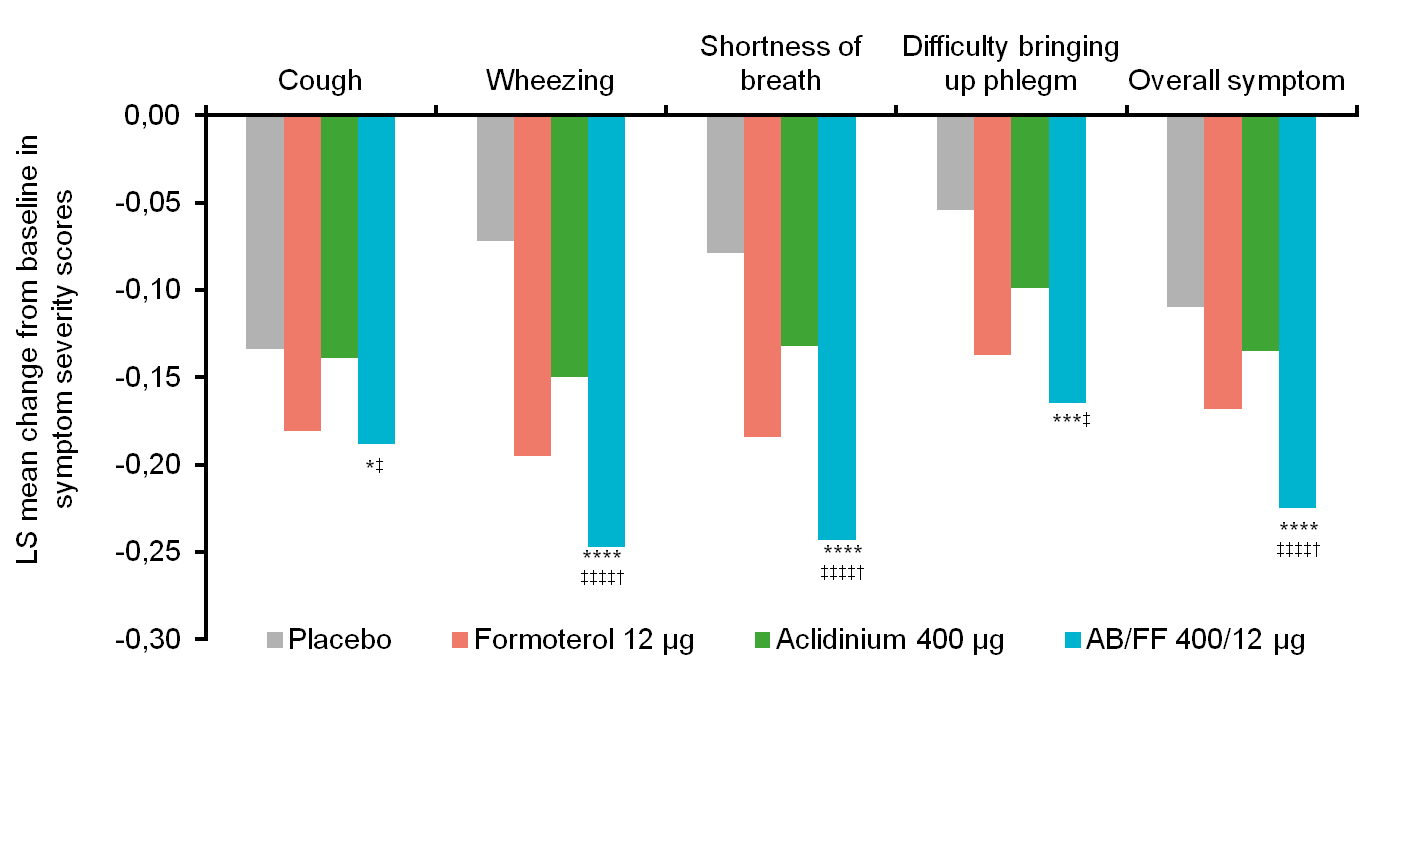 Shortness of
Difficulty bringing
Cough
Wheezing
breath
up phlegm
Overall symptom
0,00
-0,05
-0,10
-0,15
-0,20
-0,25
-0,30
LS mean change from baseline in
symptom severity scores
*‡
****
‡‡‡‡†
****
‡‡‡‡†
***‡
****
‡‡‡‡†
Placebo
Formoterol 12 µg
Aclidinium 400 µg
AB/FF 400/12 µg